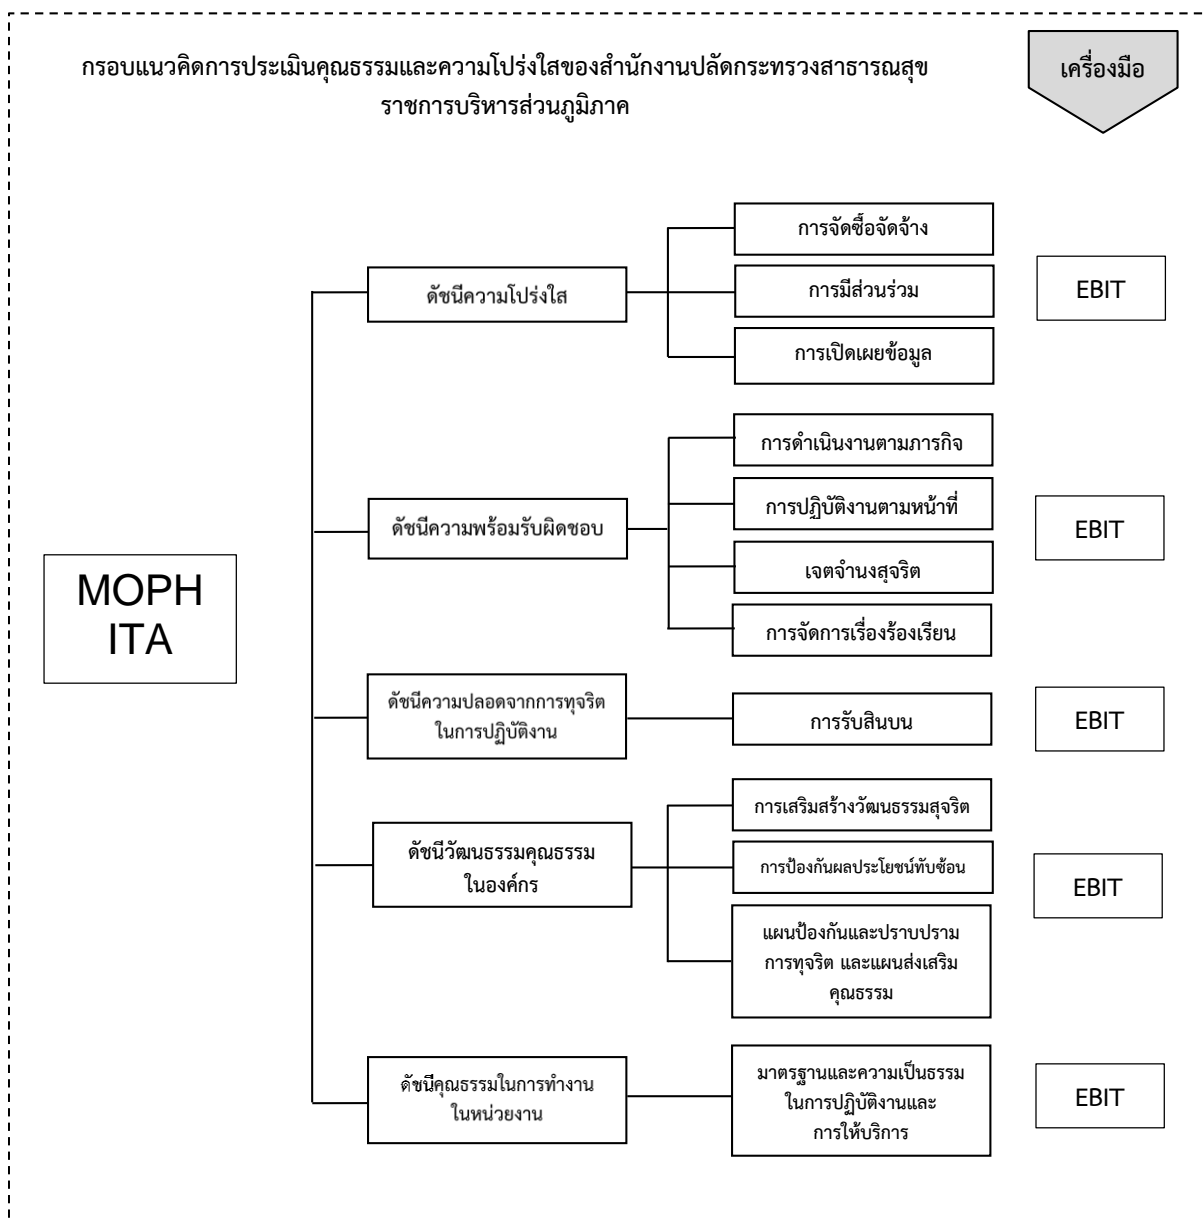 กรอบแนวคิดการประเมินคุณธรรมและความโปร่งใสของสำนักงานปลัดกระทรวงสาธารณสุข
ราชการบริหารส่วนภูมิภาค
เครื่องมือ
MOPH
ITA
ดัชนีความโปร่งใส
การจัดซื้อจัดจ้าง
การมีส่วนร่วม
การเปิดเผยข้อมูล
EBIT
ดัชนีความพร้อมรับผิดชอบ
การดำเนินงานตามภารกิจ
การปฏิบัติงานตามหน้าที่
เจตจำนงสุจริต
การจัดการเรื่องร้องเรียน
EBIT
ดัชนีความปลอดจากการทุจริต
ในการปฏิบัติงาน
การรับสินบน
EBIT
ดัชนีวัฒนธรรมคุณธรรม
ในองค์กร
การเสริมสร้างวัฒนธรรมสุจริต
การป้องกันผลประโยชน์ทับซ้อน
แผนป้องกันและปราบปราม
การทุจริต และแผนส่งเสริม
คุณธรรม
EBIT
ดัชนีคุณธรรมในการทำงาน
ในหน่วยงาน
มาตรฐานและความเป็นธรรม
ในการปฏิบัติงานและ
การให้บริการ
EBIT